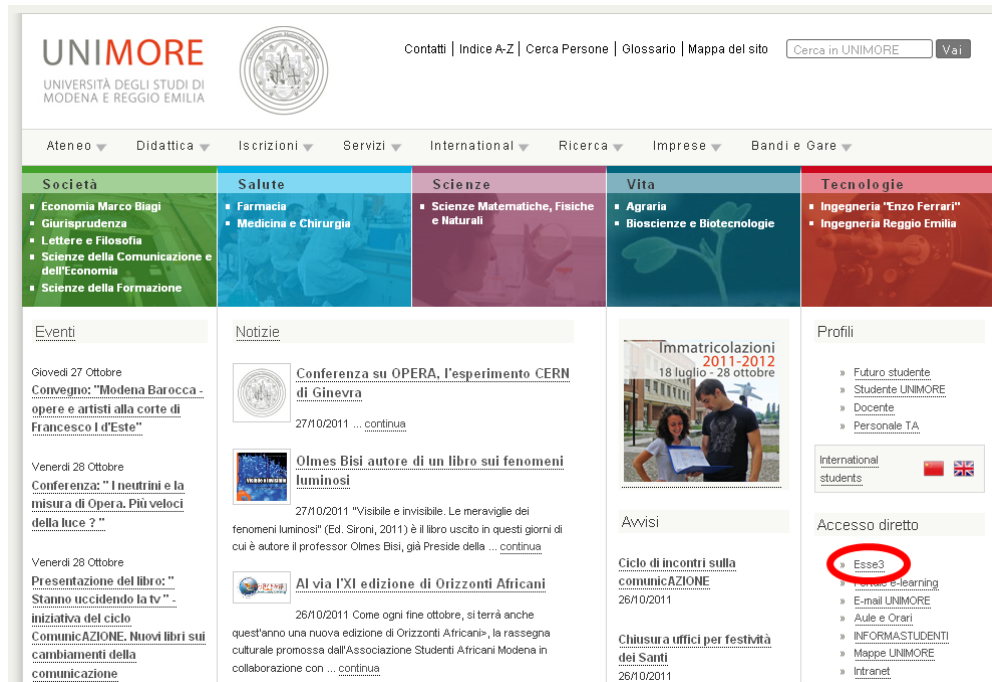 UNIMORE
UNIVERSITÀ DEGLI STUDI DI
MODENA E REGGIO EMILIA
Contatti | Indice A-Z | Cerca Persone | Glossario | Mappa del sito
Cerca in UNIMORE
Vai
Ateneo
Didattica
Iscrizioni
Servizi
International
Ricerca
Imprese
Bandi e Gare
Società
Economia Marco Biagi
Giurisprudenza
Lettere e Filosofia
Scienze della Comunicazione e
dell'Economia
Scienze della Formazione
Salute
Farmacia
Medicina e Chirurgia
Scienze
Scienze Matematiche, Fisiche
e Naturali
Vita
Agraria
Bioscienze e Biotecnologie
Tecnologie
Ingegneria "Enzo Ferrari"
Ingegneria Reggio Emilia
Eventi
Giovedì 27 Ottobre
Convegno: "Modena Barocca -
opere e artisti alla corte di
Francesco I d'Este"
Venerdì 28 Ottobre
Conferenza: " I neutrini e la
misura di Opera. Più veloci
della luce ? "
Venerdì 28 Ottobre
Presentazione del libro: "
Stanno uccidendo la tv " -
iniziativa del ciclo
ComunicAZIONE. Nuovi libri sui
cambiamenti della
comunicazione
Notizie
Conferenza su OPERA, l'esperimento CERN
di Ginevra
27/10/2011 ... continua
Olmes Bisi autore di un libro sui fenomeni
luminosi
Visibile e invisibile
27/10/2011 "Visibile e invisibile. Le meraviglie dei
fenomeni luminosi" (Ed. Sironi, 2011) è il libro uscito in questi giorni di
cui è autore il professor Olmes Bisi, già Preside della ... continua
Al via l'XI edizione di Orizzonti Africani
26/10/2011 Come ogni fine ottobre, si terrà anche
quest'anno una nuova edizione di Orizzonti Africani>, la rassegna
culturale promossa dall'Associazione Studenti Africani Modena in
collaborazione con ... continua
Immatricolazioni
2011-2012
18 luglio - 28 ottobre
Avvisi
Ciclo di incontri sulla
comunicAZIONE
26/10/2011
Chiusura uffici per festività
dei Santi
26/10/2011
Profili
» Futuro studente
» Studente UNIMORE
» Docente
» Personale TA
International
students
Accesso diretto
» Esse3
» Portale e-learning
» E-mail UNIMORE
» Aule e Orari
» INFORMASTUDENTI
» Mappe UNIMORE
» Intranet